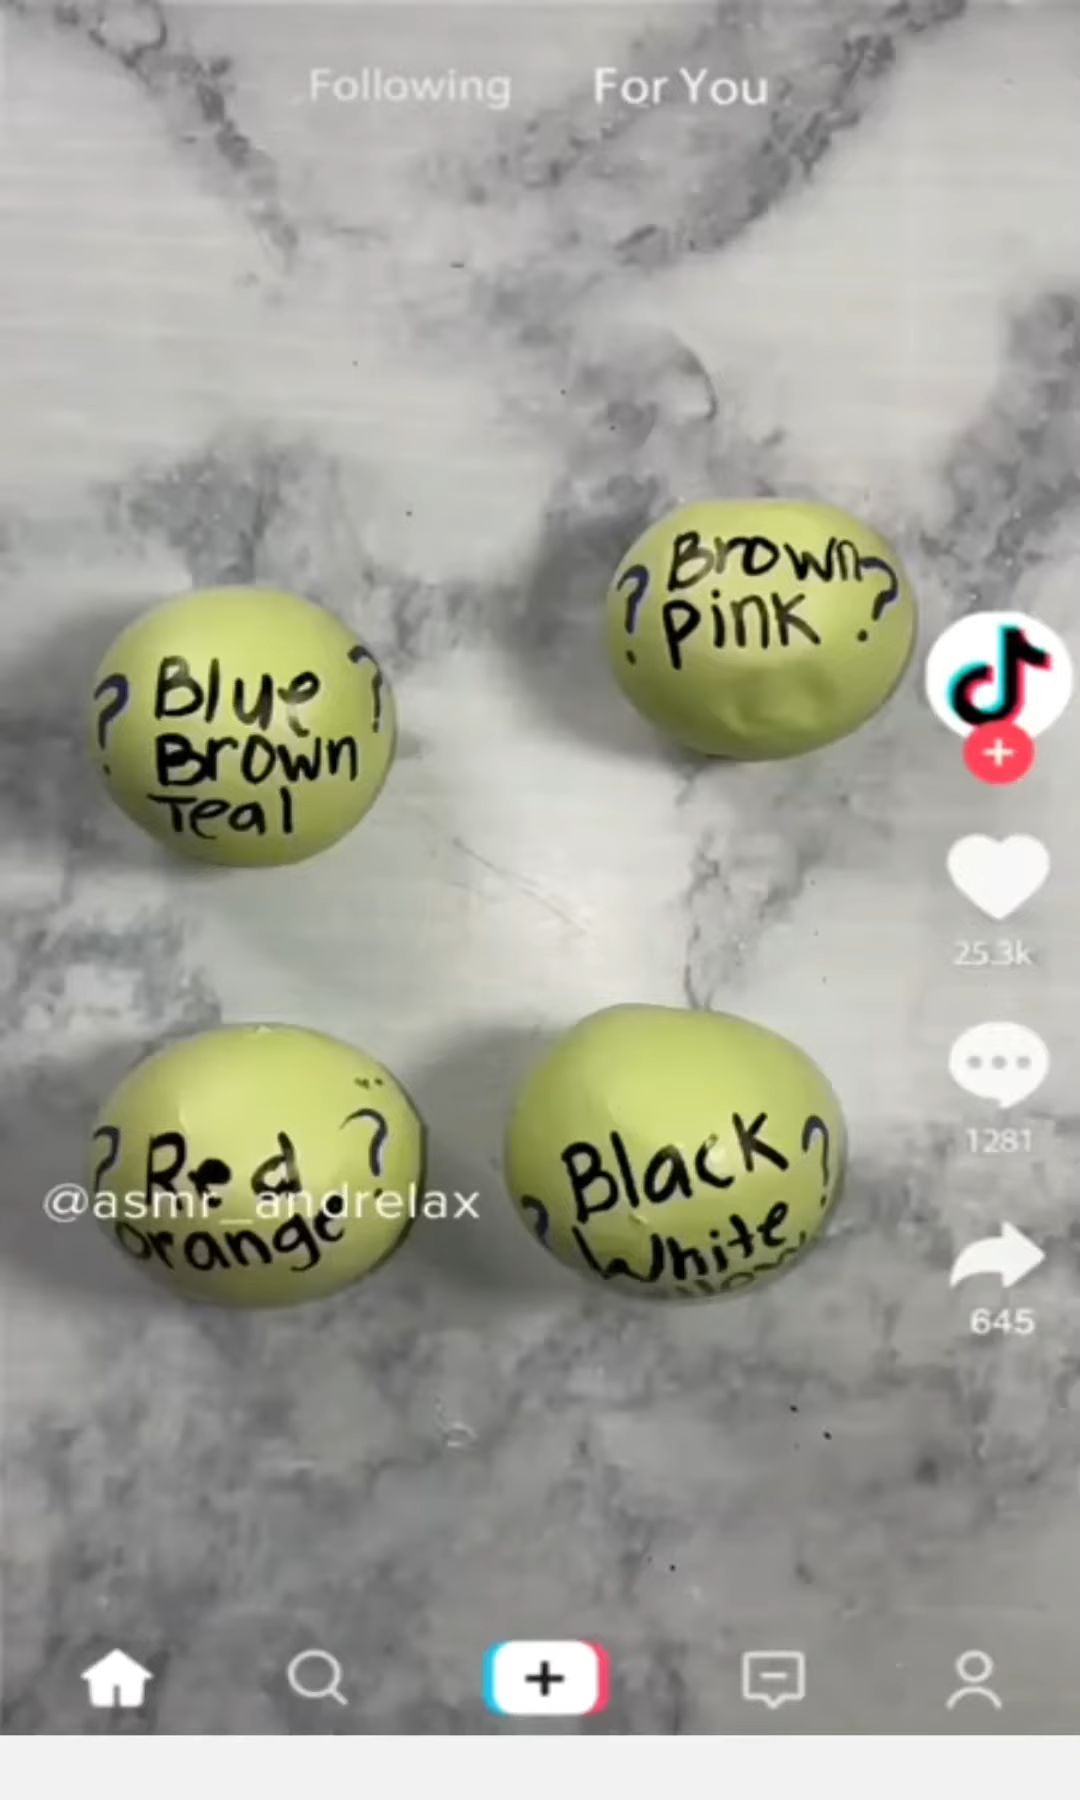 Following For You
? Brown ?
Pink
? Blue ?
Brown
Teal
25.3k
1281
? Red ?
orange
@asmr_andrelax
? Black ?
White
645